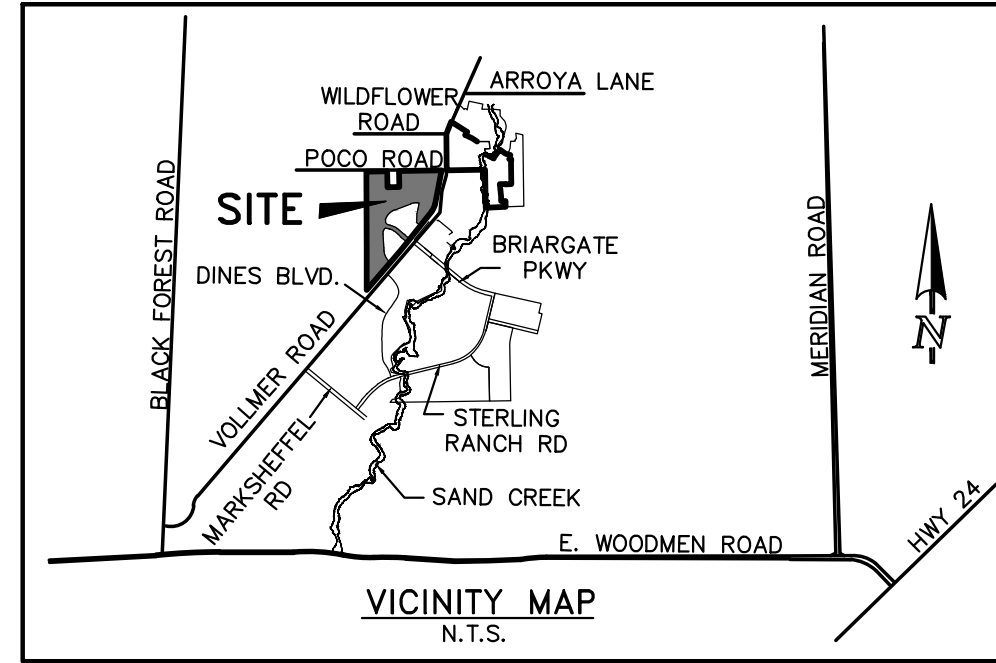 ARROYA LANE
WILDFLOWER
ROAD
POCO ROAD
SITE
BLACK FOREST ROAD
BRIARGATE
PKWY
DINES BLVD.
MERIDIAN ROAD
N
VOLLMER ROAD
MARKSHEFFEL
RD
STERLING
RANCH RD
SAND CREEK
HWY 24
E. WOODMEN ROAD
VICINITY MAP
N.T.S.